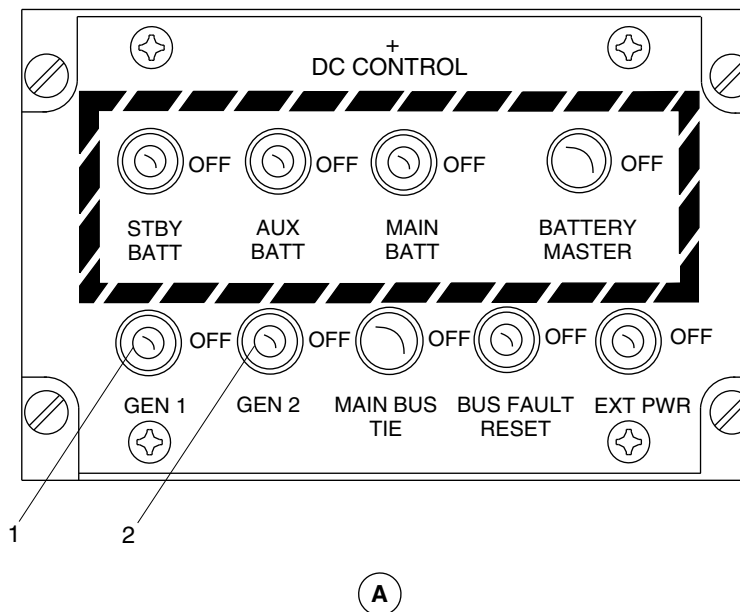 +
DC CONTROL
OFF OFF OFF OFF
STBY BATT
AUX BATT
MAIN BATT
BATTERY MASTER
OFF OFF OFF OFF OFF
GEN 1
GEN 2
MAIN BUS TIE
BUS FAULT RESET
EXT PWR
1 2
A